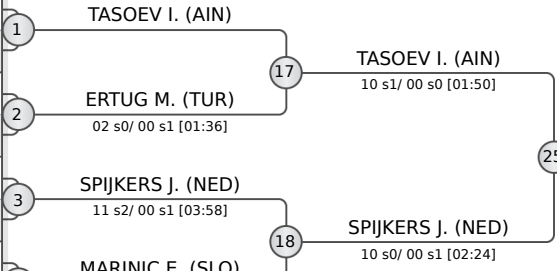 1
TASOEV I. (AIN)
17
TASOEV I. (AIN)
10 s1/ 00 s0 [01:50]
2
ERTUG M. (TUR)
02 s0/ 00 s1 [01:36]
25
3
SPIJKERS J. (NED)
11 s2/ 00 s1 [03:58]
18
SPIJKERS J. (NED)
10 s0/ 00 s1 [02:24]
MARINIC E. (SLO)